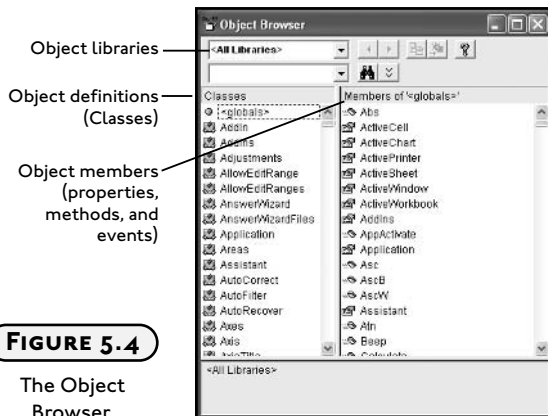 Object Browser
Object libraries
<All Libraries>
Object definitions
(Classes)
Classes
Members of '<globals>'
<globals>
AddIn
AddIns
Adjustments
AllowEditRange
AllowEditRanges
AnswerWizard
AnswerWizardFiles
Application
Areas
Assistant
AutoCorrect
AutoFilter
AutoRecover
Axes
Axis
AxisTitle
Abs
ActiveCell
ActiveChart
ActivePrinter
ActiveSheet
ActiveWindow
ActiveWorkbook
AddIns
AppActivate
Application
Asc
AscB
AscW
Assistant
Atn
Beep
Calculate
Object members
(properties,
methods, and
events)
<All Libraries>
FIGURE 5.4
The Object
Browser